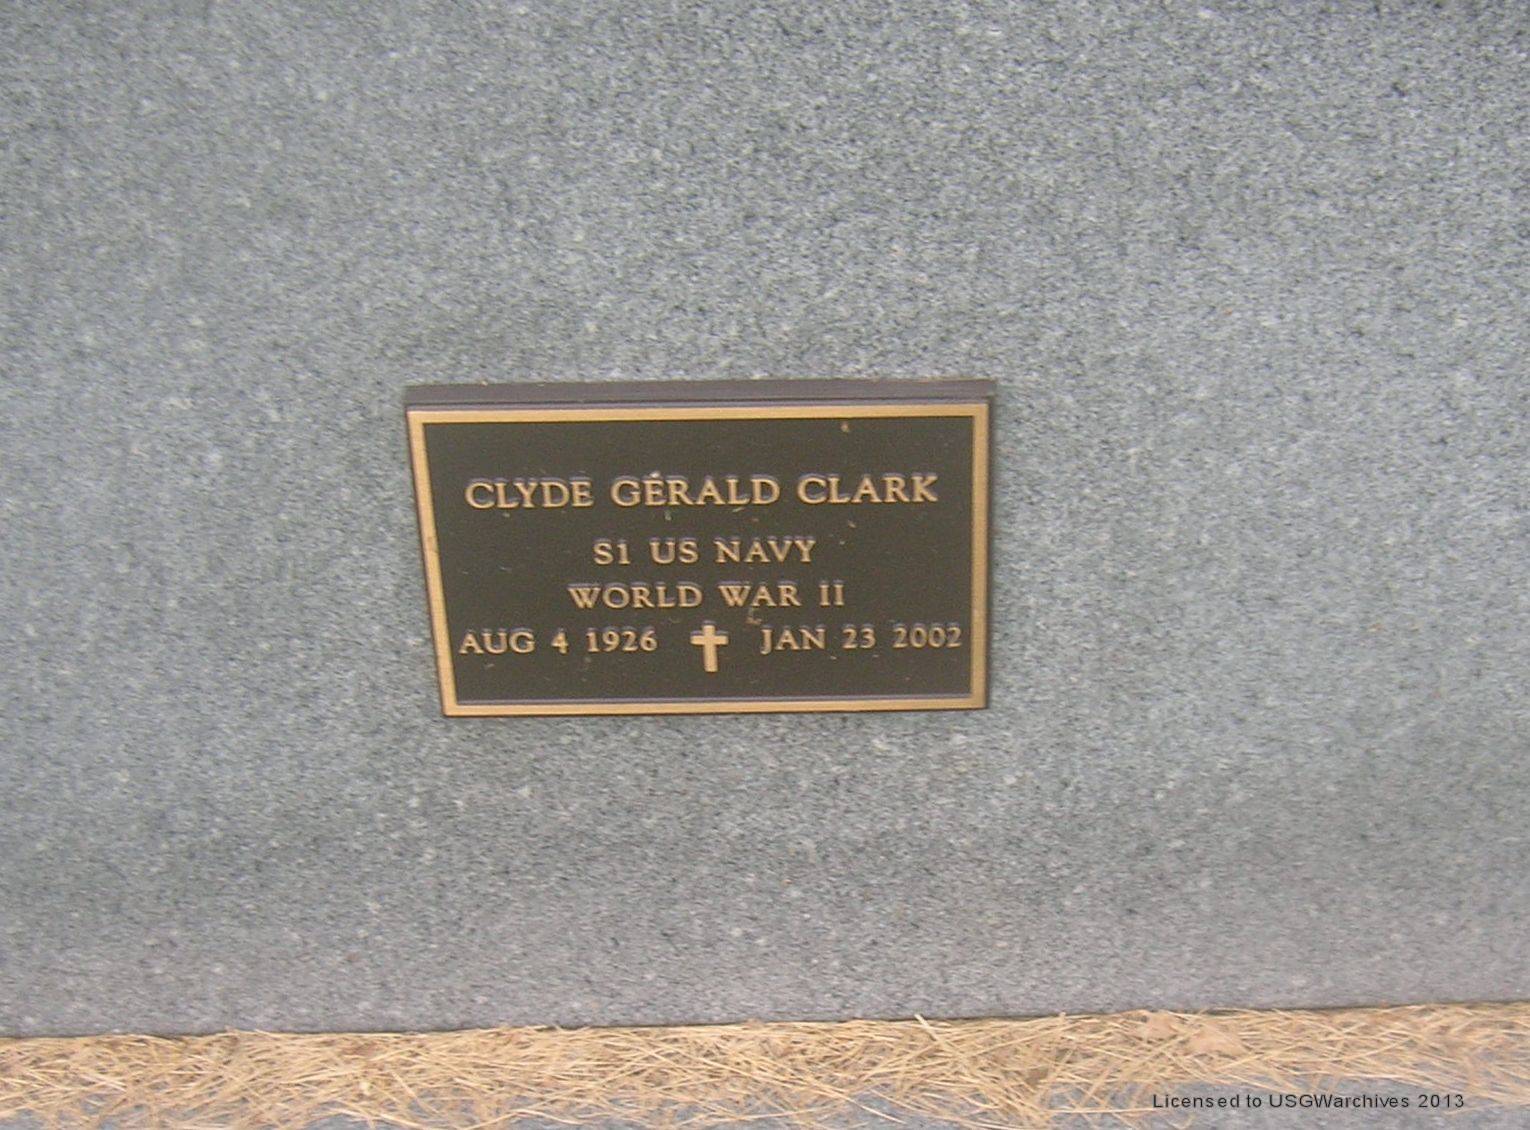 CLYDE GERALD CLARK
S1 US NAVY
WORLD WAR II
AUG 4 1926 JAN 23 2002
Licensed to USGWarchives 2013